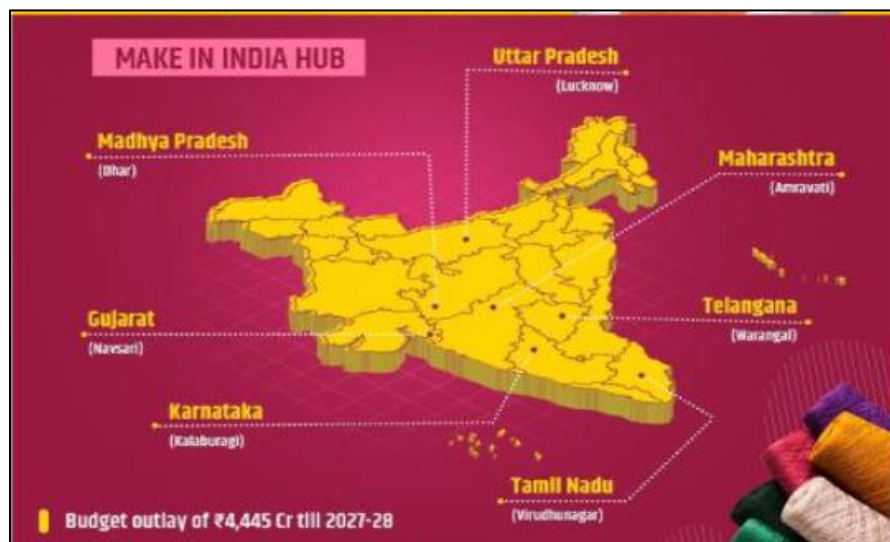 MAKE IN INDIA HUB
Uttar Pradesh
(Lucknow)
Madhya Pradesh
(Dhar)
Maharashtra
(Amravati)
Gujarat
(Navsari)
Telangana
(Warangal)
Karnataka
(Kalaburagi)
Tamil Nadu
(Virudhunagar)
Budget outlay of ₹4,445 Cr till 2027-28